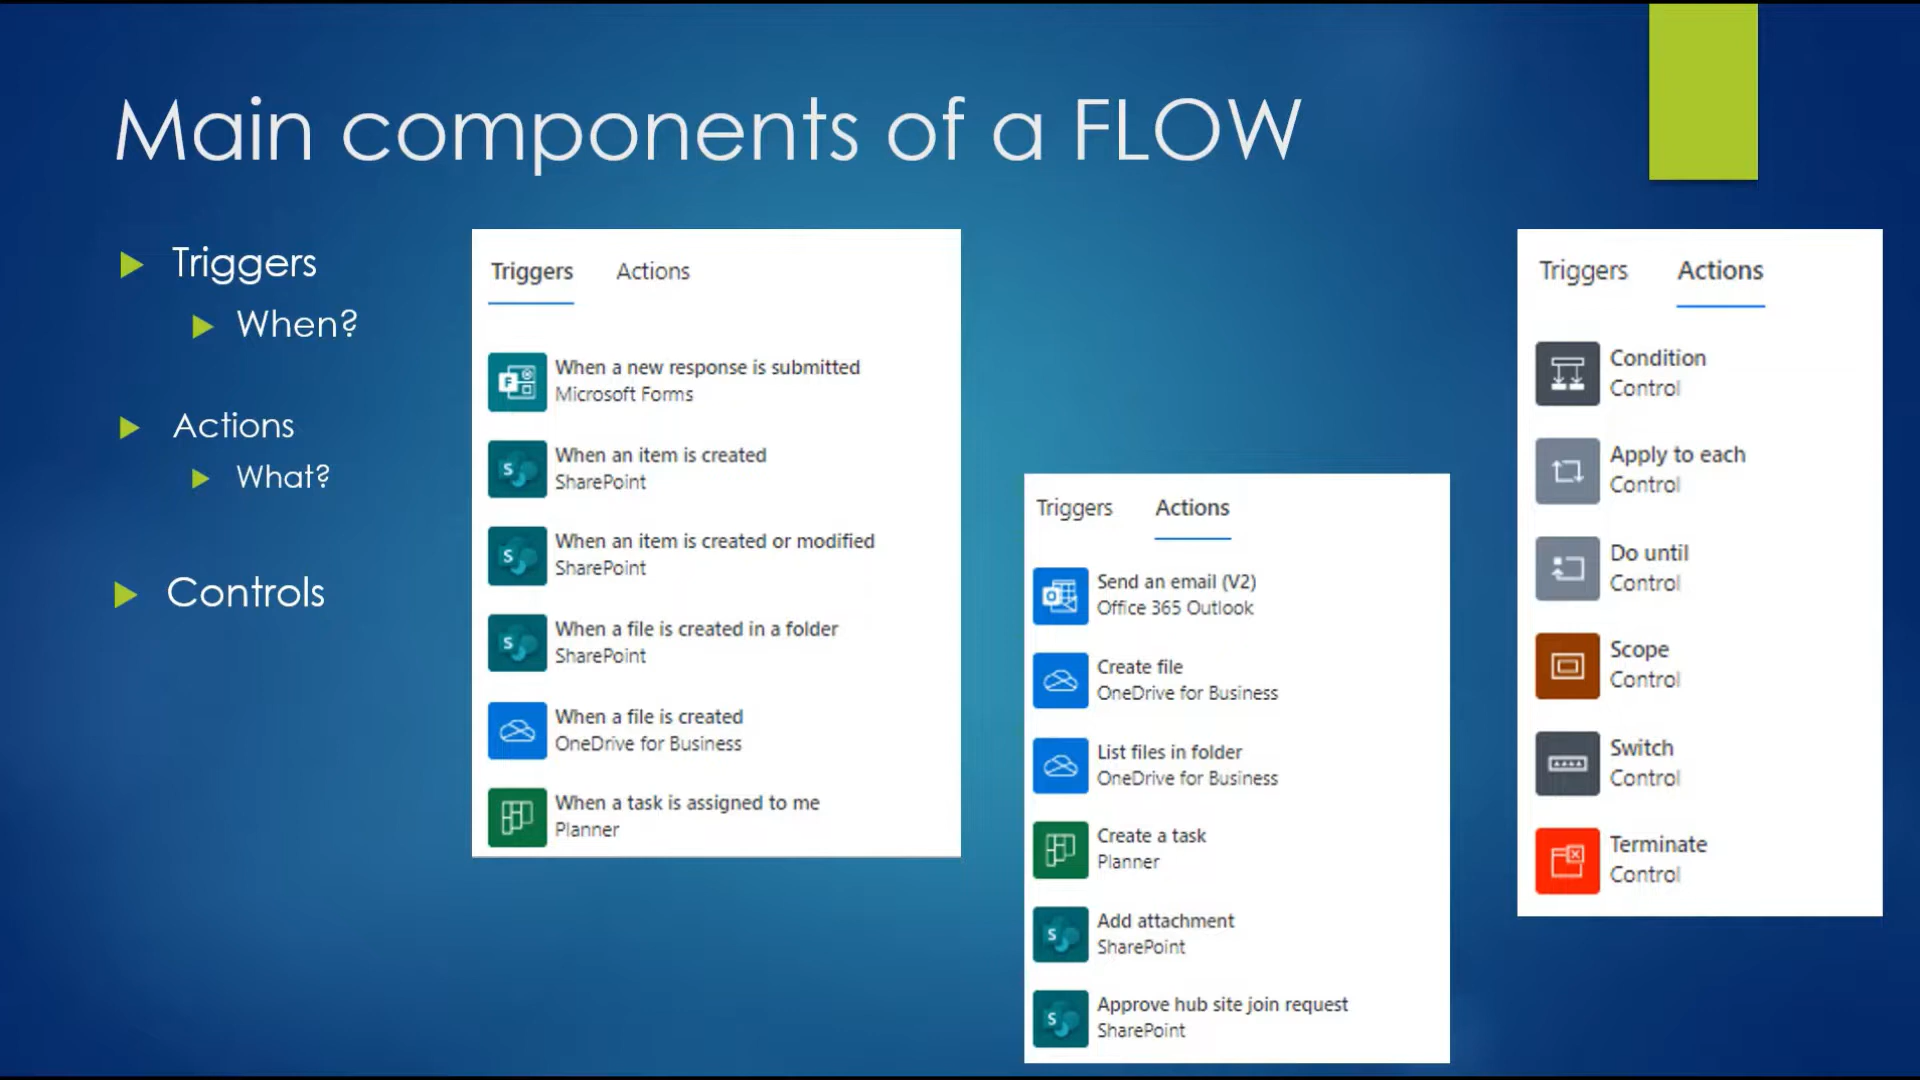 Main components of a FLOW
Triggers
When?
Actions
What?
Controls
Triggers Actions
When a new response is submitted
Microsoft Forms
When an item is created
SharePoint
When an item is created or modified
SharePoint
When a file is created in a folder
SharePoint
When a file is created
OneDrive for Business
When a task is assigned to me
Planner
Triggers Actions
Send an email (V2)
Office 365 Outlook
Create file
OneDrive for Business
List files in folder
OneDrive for Business
Create a task
Planner
Add attachment
SharePoint
Approve hub site join request
SharePoint
Triggers Actions
Condition
Control
Apply to each
Control
Do until
Control
Scope
Control
Switch
Control
Terminate
Control